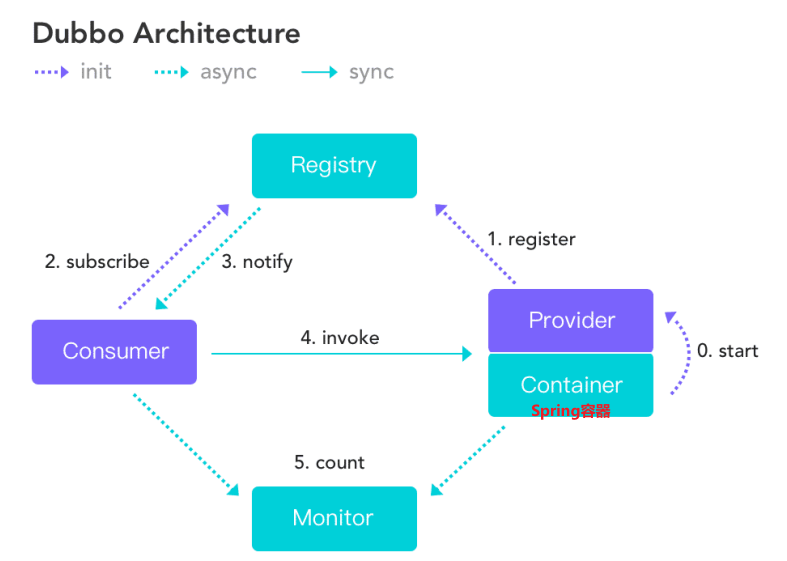 Dubbo Architecture
init async sync
Registry
1. register
2. subscribe
3. notify
Provider
Consumer
4. invoke
0. start
Container
Spring容器
5. count
Monitor